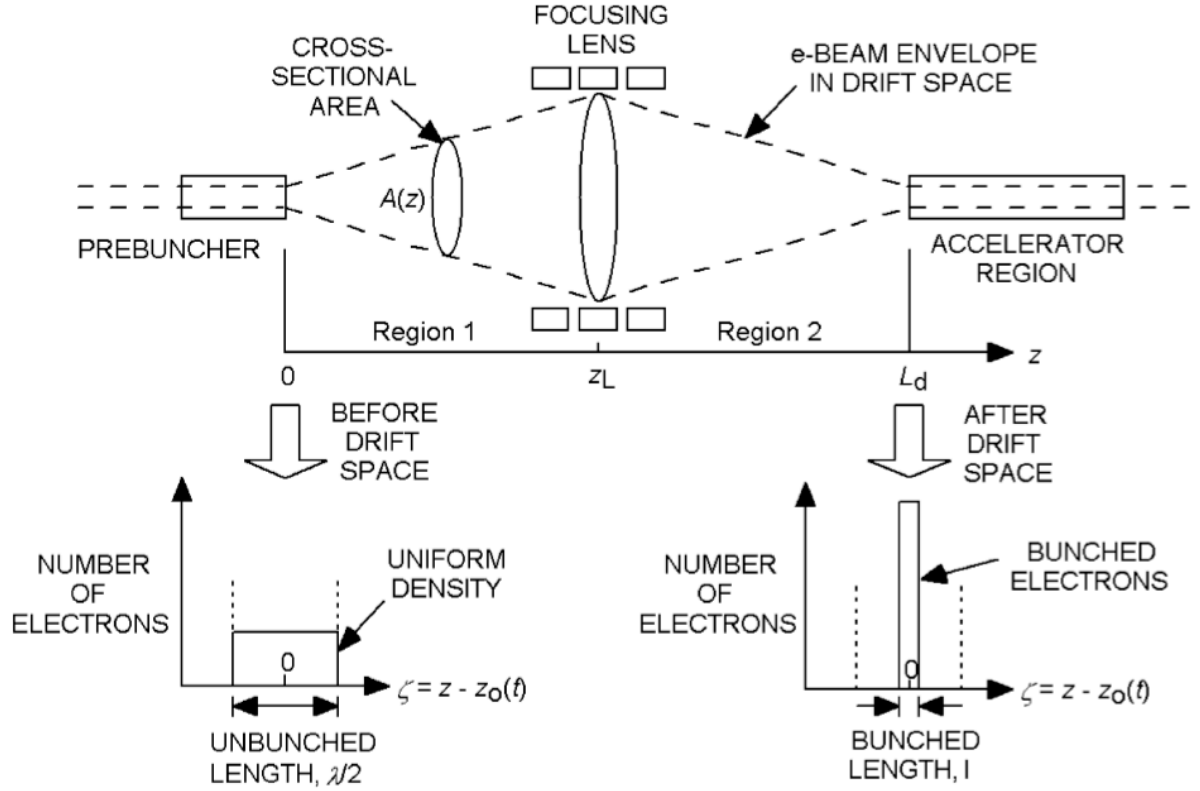 FOCUSING
LENS
CROSS-
SECTIONAL
AREA
e-BEAM ENVELOPE
IN DRIFT SPACE
A(z)
PREBUNCHER
ACCELERATOR
REGION
Region 1
Region 2
z
0
zL
Ld
BEFORE
DRIFT
SPACE
AFTER
DRIFT
SPACE
NUMBER
OF
ELECTRONS
UNIFORM
DENSITY
0
ζ = z - zo(t)
UNBUNCHED
LENGTH, λ/2
NUMBER
OF
ELECTRONS
BUNCHED
ELECTRONS
0
ζ = z - zo(t)
BUNCHED
LENGTH, l